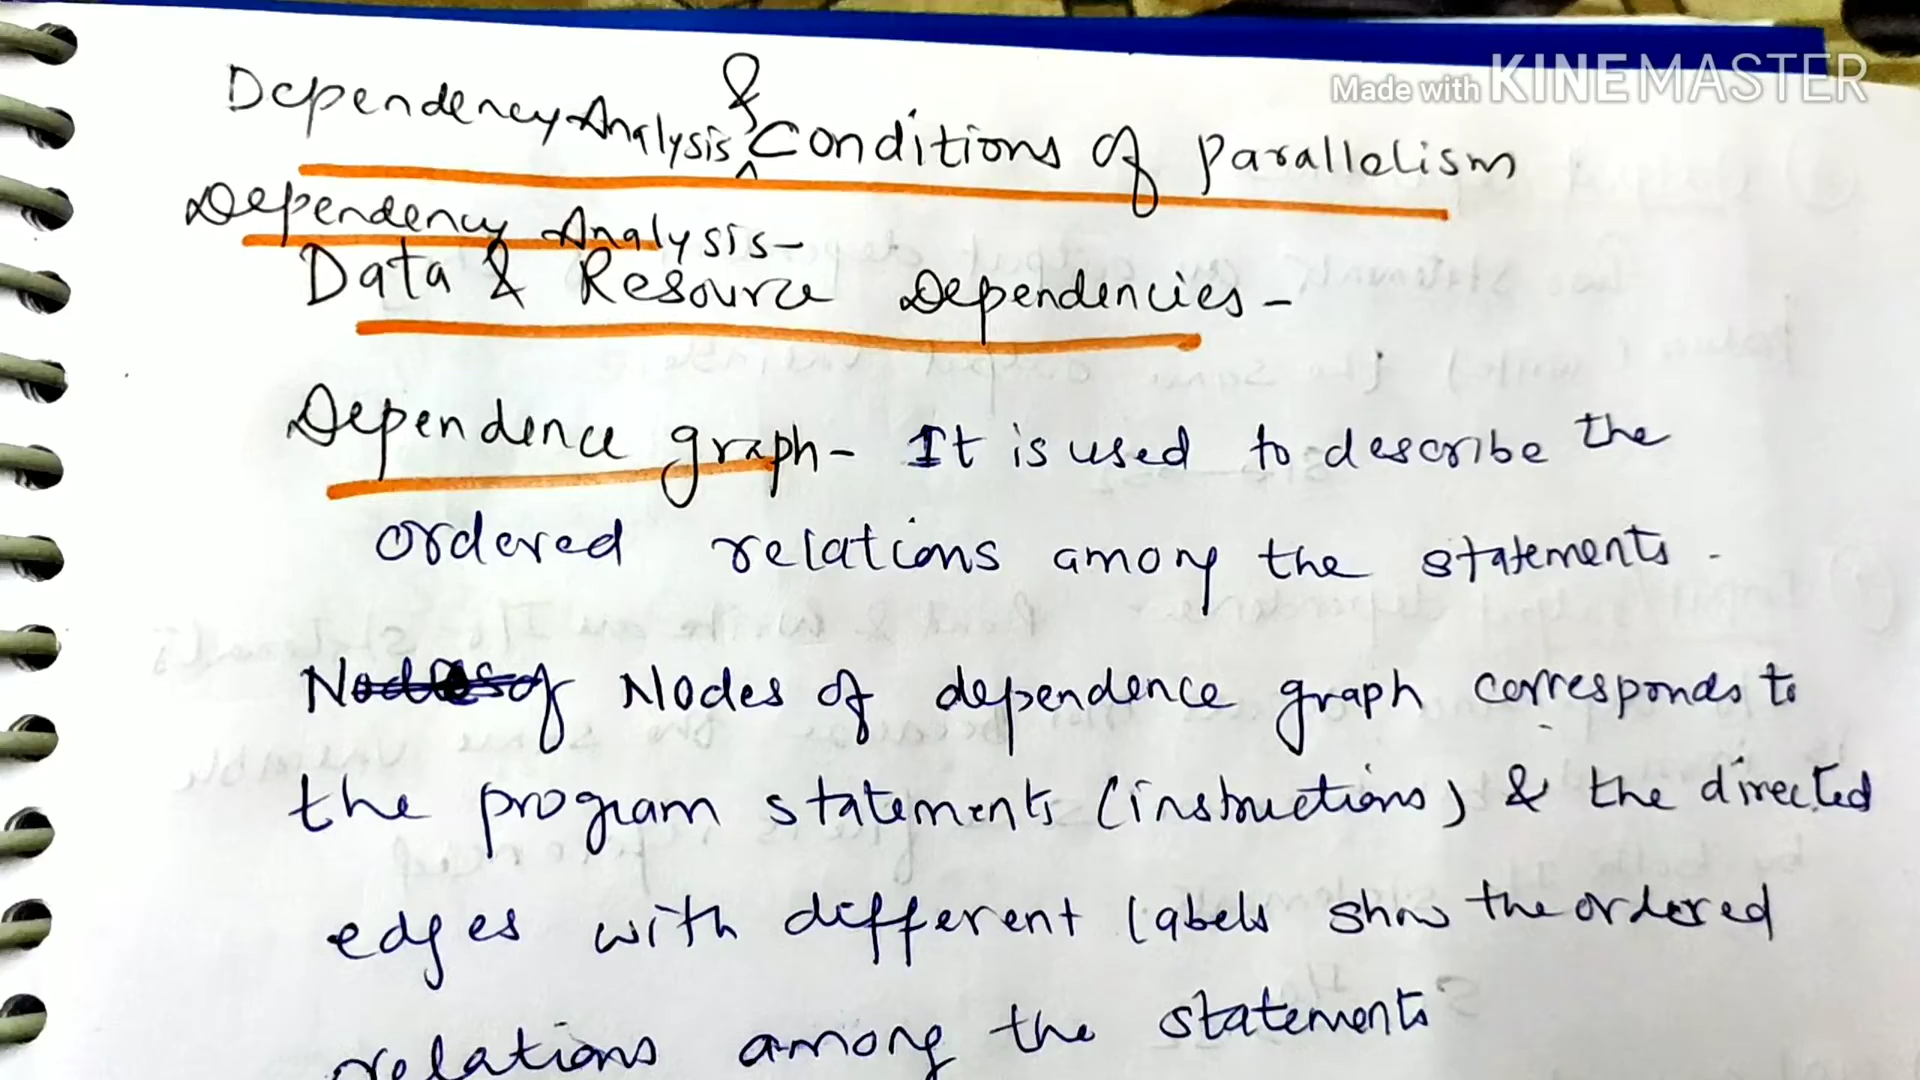 Made with KINEMASTER
Dependency Analysis & Conditions of Parallelism
Dependency Analysis-
Data & Resource Dependencies -
Dependence graph - It is used to describe the
ordered relations among the statements.
Nodes of Nodes of dependence graph corresponds to
the program statements (instructions) & the directed
edges with different labels show the ordered
relations among the statements